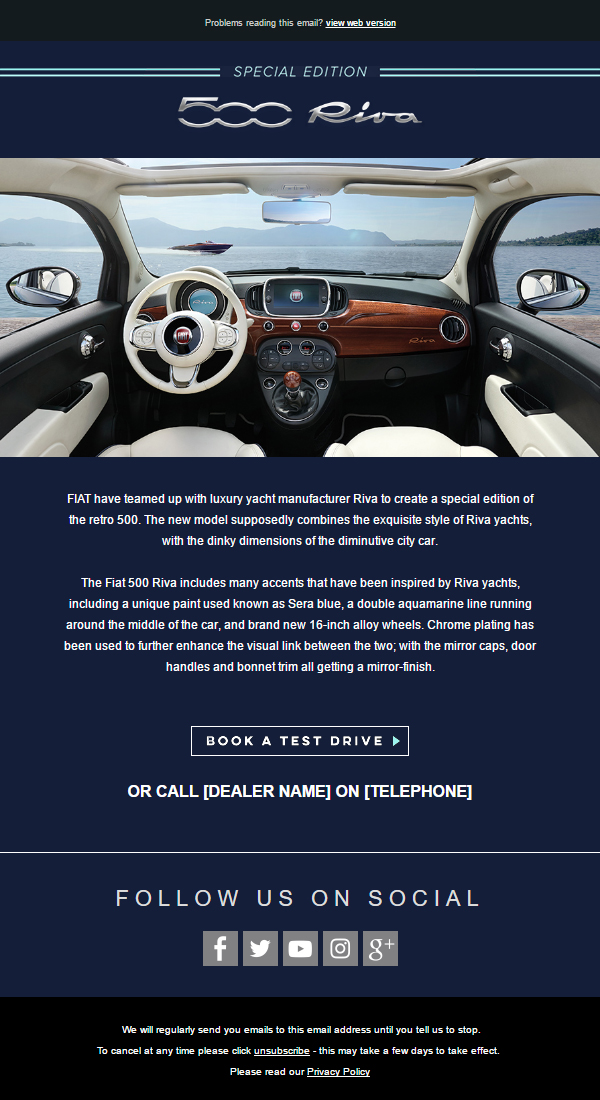 Problems reading this email? view web version
SPECIAL EDITION
500 Riva
Riva
Riva
FIAT have teamed up with luxury yacht manufacturer Riva to create a special edition of
the retro 500. The new model supposedly combines the exquisite style of Riva yachts,
with the dinky dimensions of the diminutive city car.
The Fiat 500 Riva includes many accents that have been inspired by Riva yachts,
including a unique paint used known as Sera blue, a double aquamarine line running
around the middle of the car, and brand new 16-inch alloy wheels. Chrome plating has
been used to further enhance the visual link between the two; with the mirror caps, door
handles and bonnet trim all getting a mirror-finish.
BOOK A TEST DRIVE
OR CALL [DEALER NAME] ON [TELEPHONE]
FOLLOW US ON SOCIAL
f g+
We will regularly send you emails to this email address until you tell us to stop.
To cancel at any time please click unsubscribe - this may take a few days to take effect.
Please read our Privacy Policy